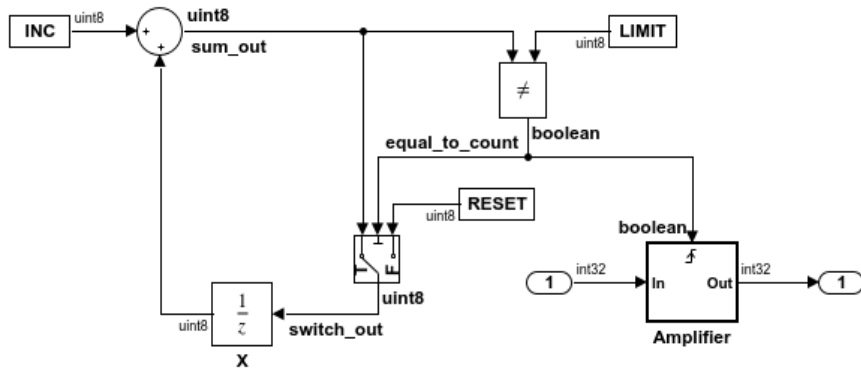 INC
uint8
+
+
uint8
sum_out
uint8
LIMIT
≠
equal_to_count
boolean
uint8
RESET
T
F
uint8
boolean
1
int32
In
Out
int32
1
Amplifier
uint8
1
z
switch_out
X